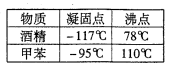 物质 凝固点 沸点
酒精 -117℃ 78℃
甲苯 -95℃ 110℃